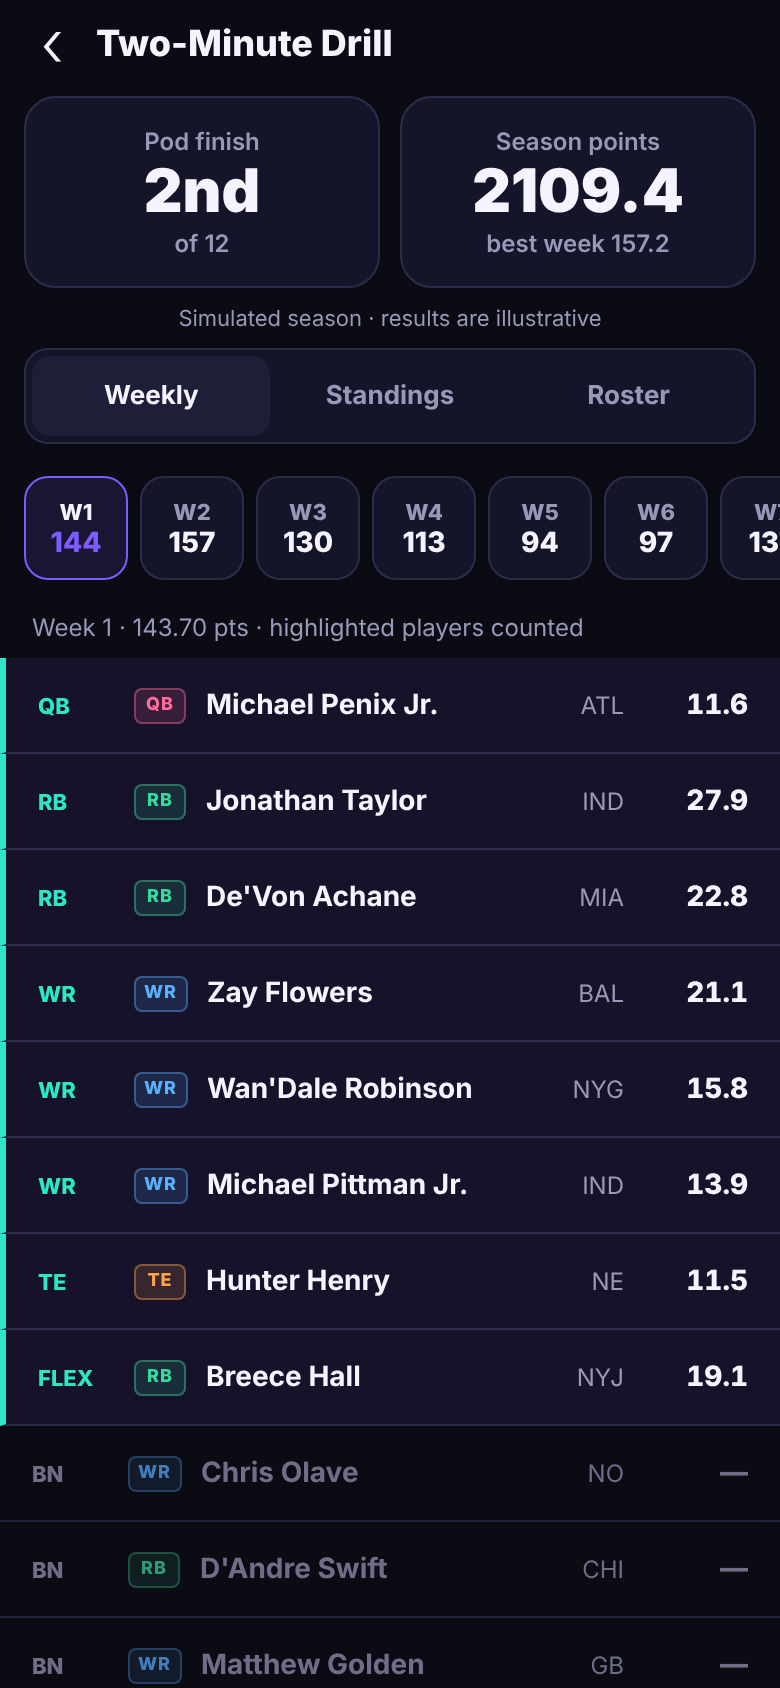 Two-Minute Drill
Pod finish
2nd
of 12
Season points
2109.4
best week 157.2
Simulated season · results are illustrative
Weekly Standings Roster
W1 W2 W3 W4 W5 W6
144 157 130 113 94 97
Week 1 · 143.70 pts · highlighted players counted
QB QB Michael Penix Jr. ATL 11.6
RB RB Jonathan Taylor IND 27.9
RB RB De'Von Achane MIA 22.8
WR WR Zay Flowers BAL 21.1
WR WR Wan'Dale Robinson NYG 15.8
WR WR Michael Pittman Jr. IND 13.9
TE TE Hunter Henry NE 11.5
FLEX RB Breece Hall NYJ 19.1
BN WR Chris Olave NO —
BN RB D'Andre Swift CHI —
BN WR Matthew Golden GB —